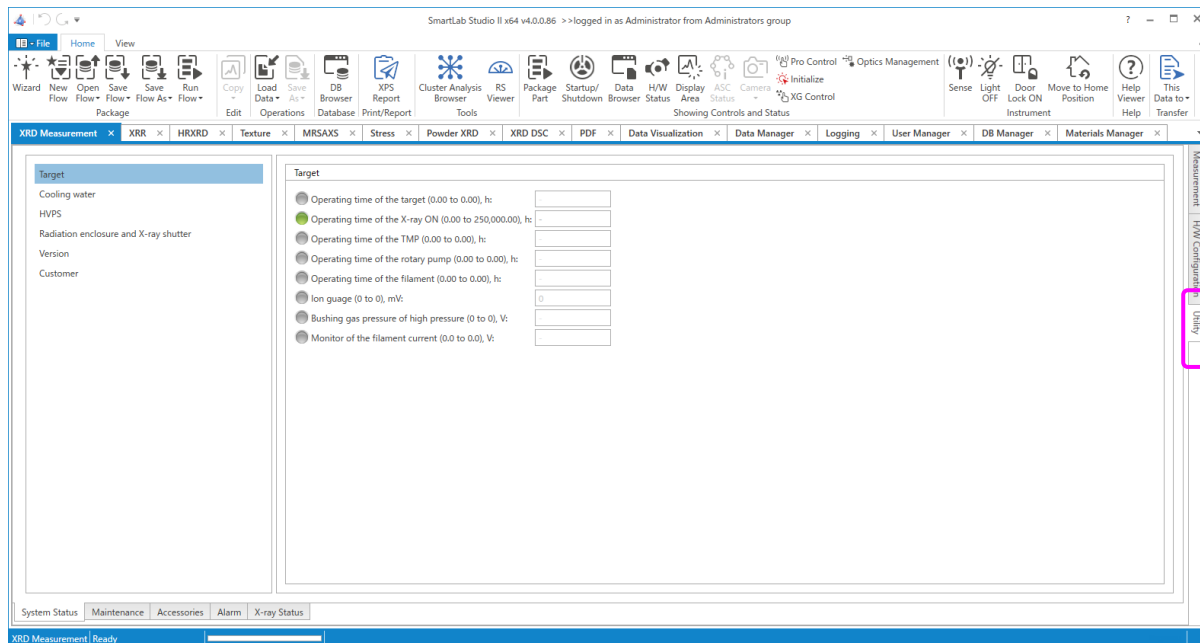 SmartLab Studio II x64 v4.0.0.86 >>logged in as Administrator from Administrators group
File Home View
Wizard
New Flow
Open Flow
Save Flow
Save Flow As
Run Flow
Package
Copy
Edit
Load Data
Save As
Operations
DB Browser
Database
XPS Report
Print/Report
Cluster Analysis Browser
RS Viewer
Tools
Package Part
Startup/ Shutdown
Data Browser
H/W Status
Display Area
ASC Status
Camera
Pro Control
Optics Management
Initialize
XG Control
Showing Controls and Status
Sense
Light OFF
Door Lock ON
Move to Home Position
Instrument
Help Viewer
Help
This Data to
Transfer
XRD Measurement × XRR × HRXRD × Texture × MRSAXS × Stress × Powder XRD × XRD DSC × PDF × Data Visualization × Data Manager × Logging × User Manager × DB Manager × Materials Manager ×
Target
Cooling water
HVPS
Radiation enclosure and X-ray shutter
Version
Customer
Target
Operating time of the target (0.00 to 0.00), h: -
Operating time of the X-ray ON (0.00 to 250,000.00), h: -
Operating time of the TMP (0.00 to 0.00), h: -
Operating time of the rotary pump (0.00 to 0.00), h:
Operating time of the filament (0.00 to 0.00), h:
Ion guage (0 to 0), mV: 0
Bushing gas pressure of high pressure (0 to 0), V:
Monitor of the filament current (0.0 to 0.0), V: -
Measurement
H/W Configuration
Utility
System Status Maintenance Accessories Alarm X-ray Status
XRD Measurement Ready